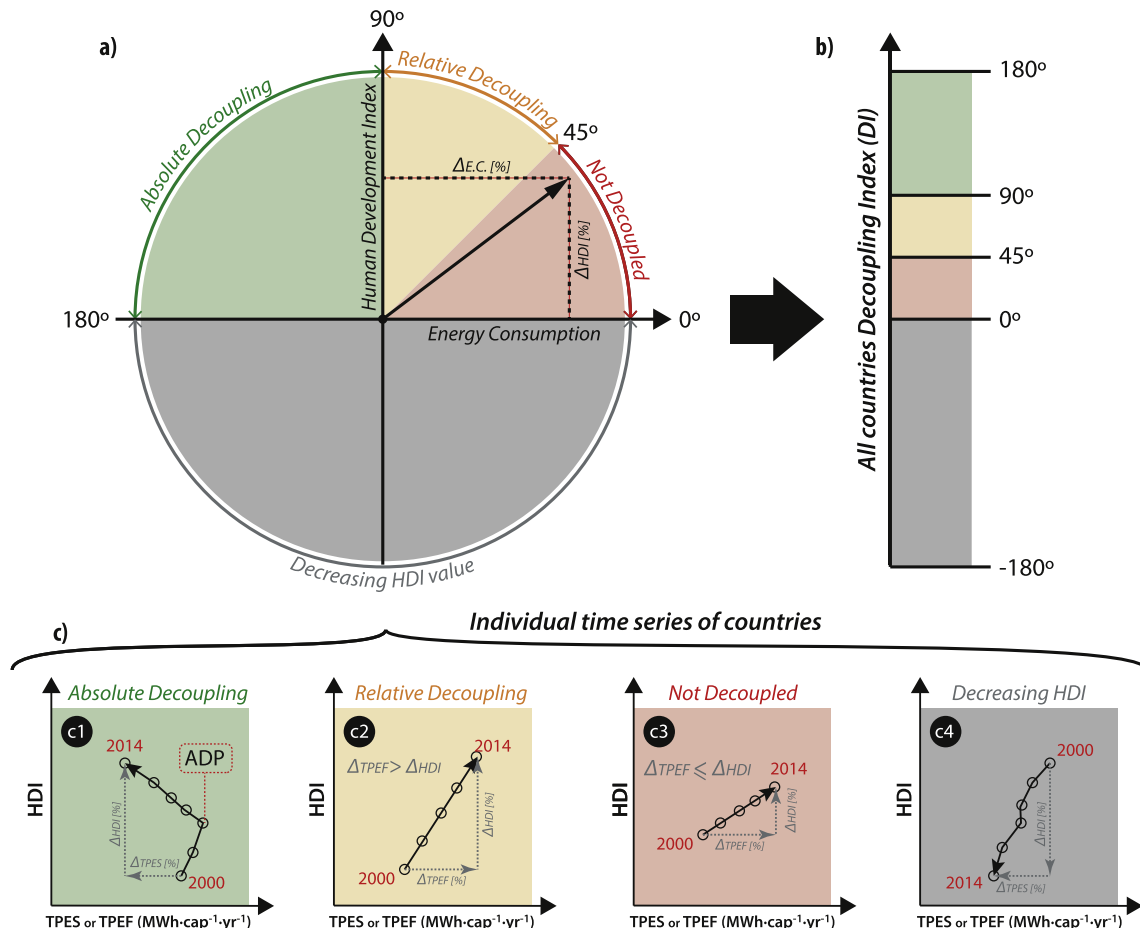 a)
90º
Absolute Decoupling
Relative Decoupling
45º
Not Decoupled
Human Development Index
ΔE.C. [%]
ΔHDI [%]
180º
0º
Energy Consumption
Decreasing HDI value
b)
All countries Decoupling Index (DI)
180º
90º
45º
0º
-180º
c)
Individual time series of countries
Absolute Decoupling
c1
2014
ADP
ΔHDI [%]
ΔTPES [%]
2000
HDI
TPES or TPEF (MWh·cap⁻¹·yr⁻¹)
Relative Decoupling
c2
2014
ΔTPEF > ΔHDI
ΔHDI [%]
2000
ΔTPEF [%]
HDI
TPES or TPEF (MWh·cap⁻¹·yr⁻¹)
Not Decoupled
c3
ΔTPEF ⩽ ΔHDI
2014
ΔHDI [%]
2000
ΔTPEF [%]
HDI
TPES or TPEF (MWh·cap⁻¹·yr⁻¹)
Decreasing HDI
c4
2000
ΔHDI [%]
2014
ΔTPES [%]
HDI
TPES or TPEF (MWh·cap⁻¹·yr⁻¹)